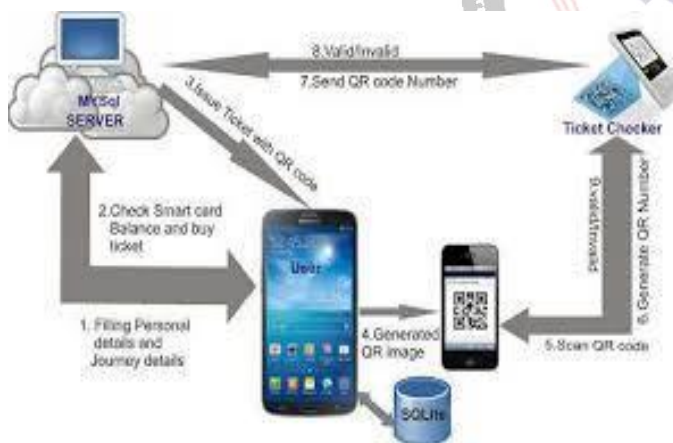 8.Valid/Invalid
7.Send QR code Number
MySql
SERVER
3.Issue Ticket with QR code
Ticket Checker
2.Check Smart card
Balance and buy
ticket
User
9.valid/Invalid
6.Generate QR Number
1. Filling Personal
details and
Journey details
4.Generated
QR image
5.Scan QR code
SQLite